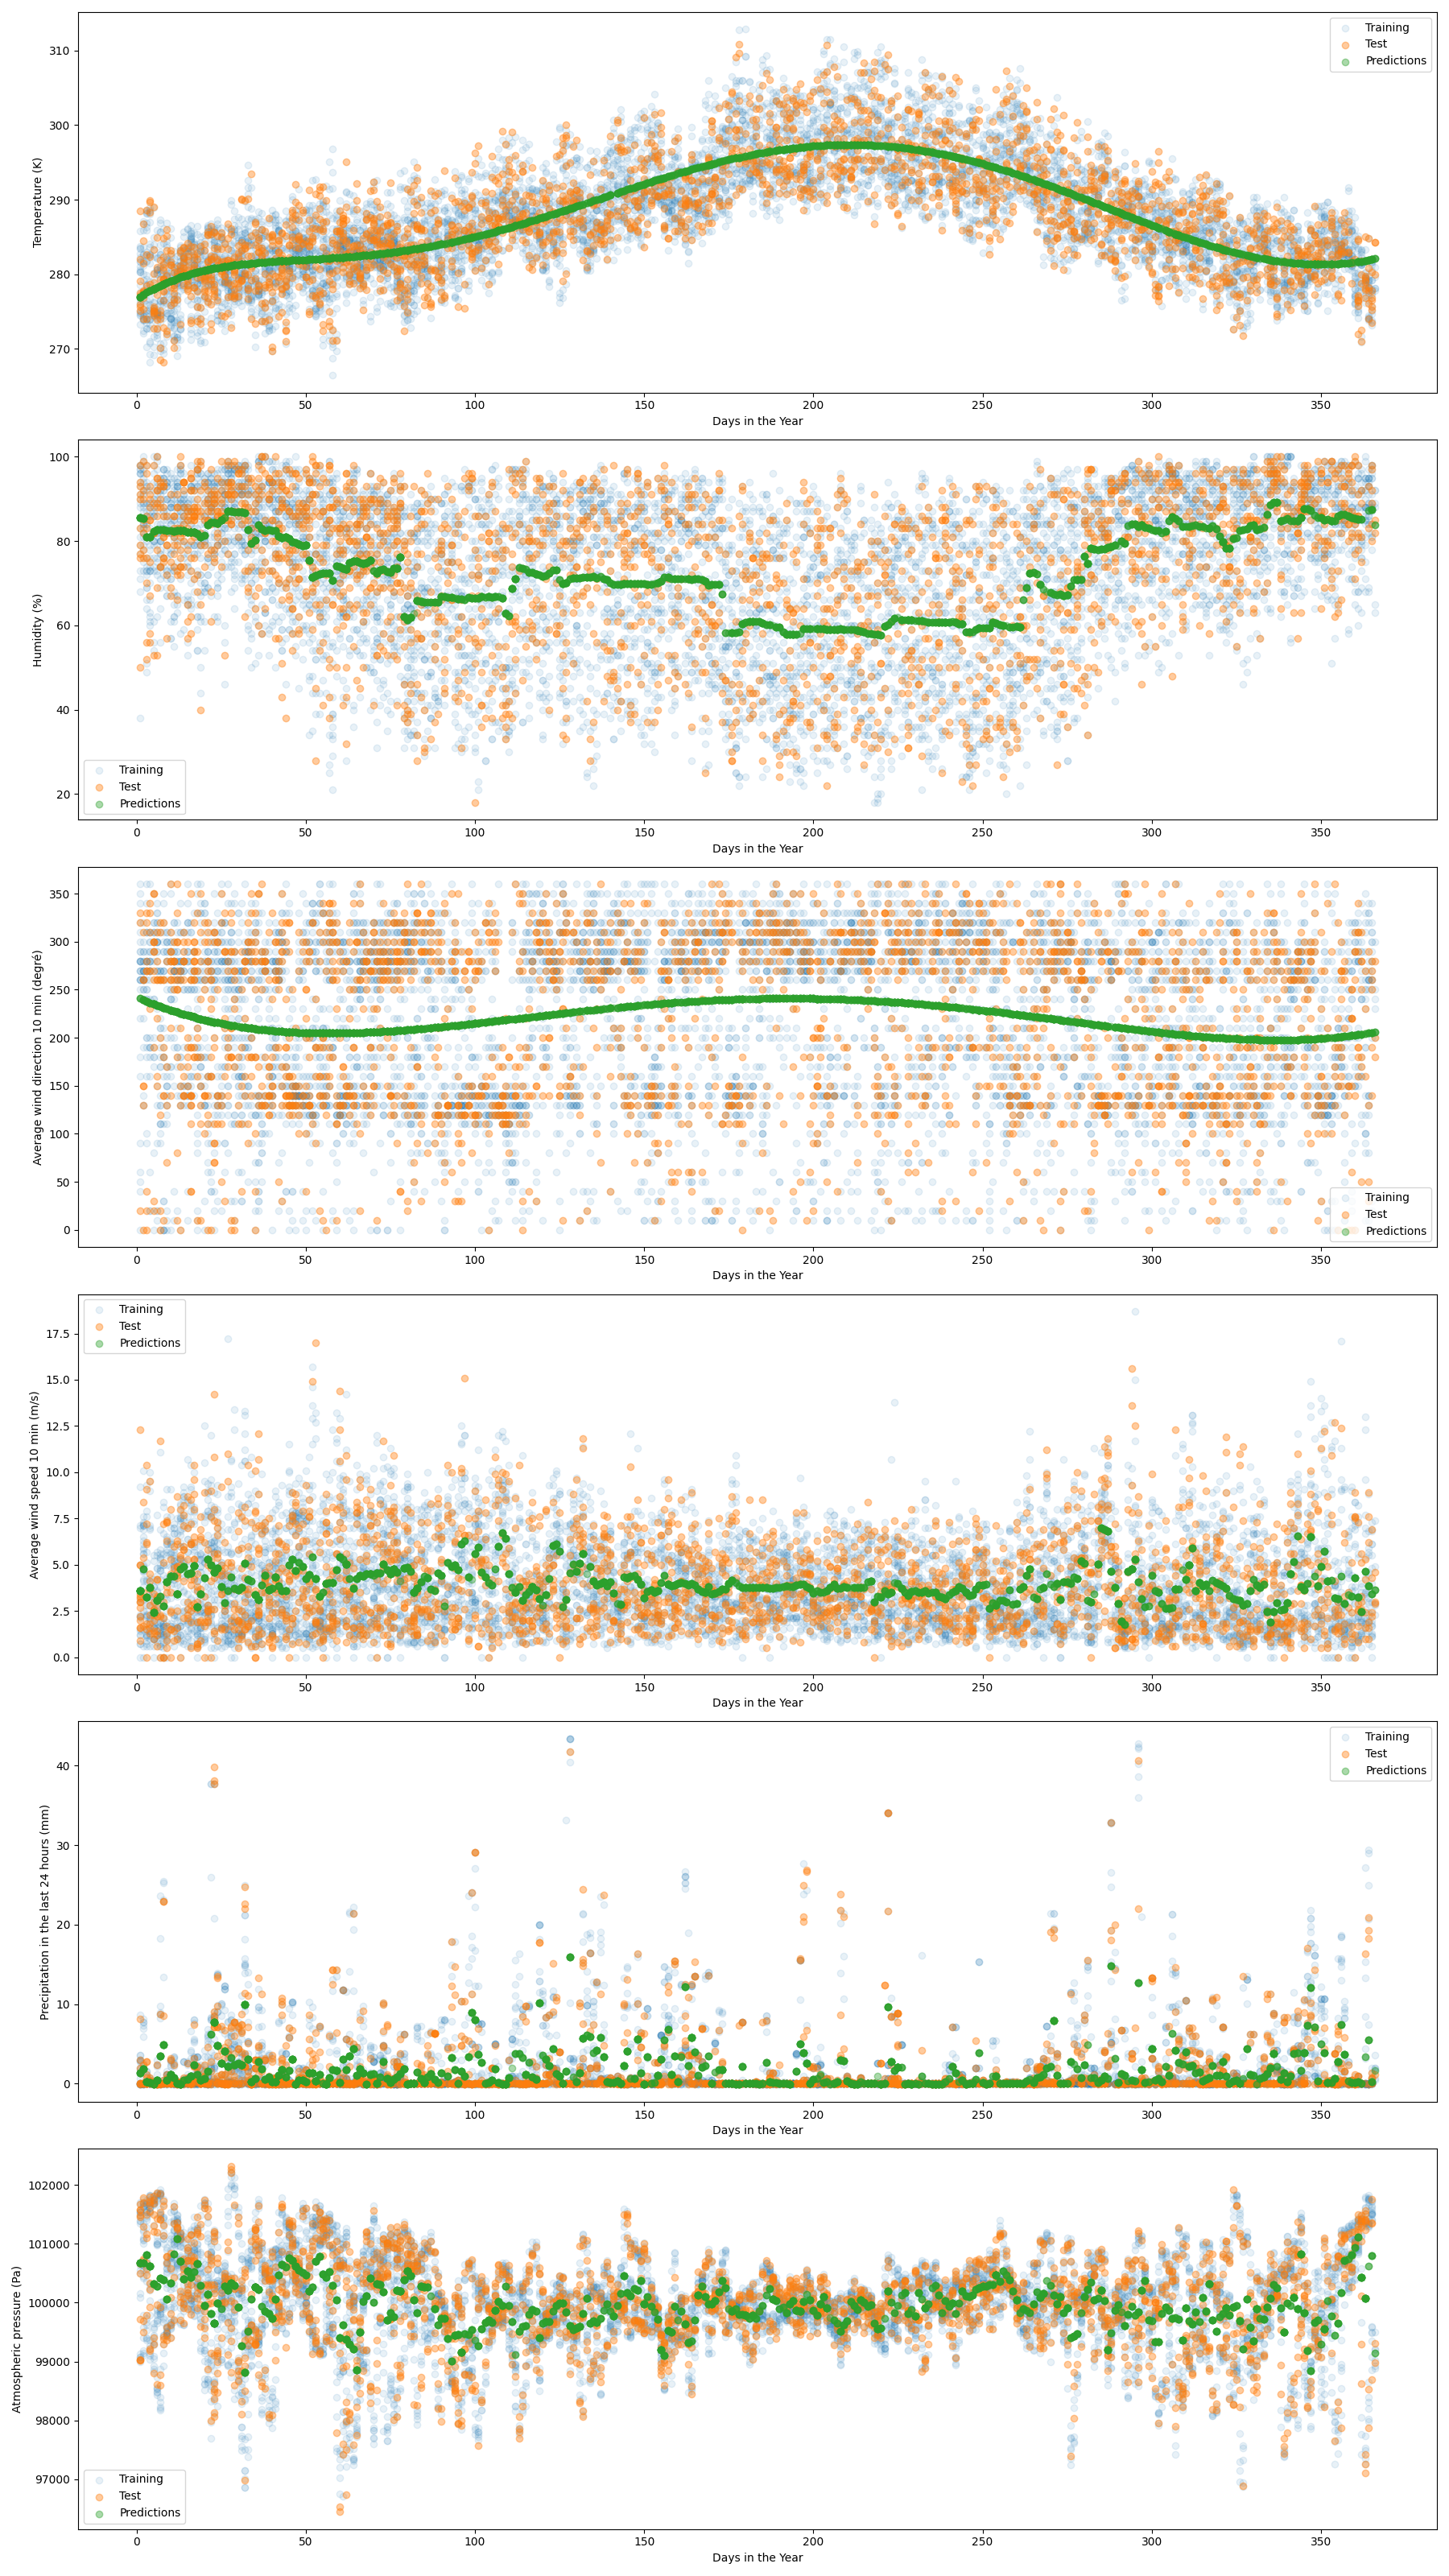 310
300
290
280
270
Temperature (K)
Training
Test
Predictions
0 50 100 150 200 250 300 350
Days in the Year
100
80
60
40
20
Humidity (%)
Training
Test
Predictions
0 50 100 150 200 250 300 350
Days in the Year
350
300
250
200
150
100
50
0
Average wind direction 10 min (degré)
Training
Test
Predictions
0 50 100 150 200 250 300 350
Days in the Year
Training
Test
Predictions
17.5
15.0
12.5
10.0
7.5
5.0
2.5
0.0
Average wind speed 10 min (m/s)
0 50 100 150 200 250 300 350
Days in the Year
40
30
20
10
0
Precipitation in the last 24 hours (mm)
Training
Test
Predictions
0 50 100 150 200 250 300 350
Days in the Year
102000
101000
100000
99000
98000
97000
Atmospheric pressure (Pa)
Training
Test
Predictions
0 50 100 150 200 250 300 350
Days in the Year